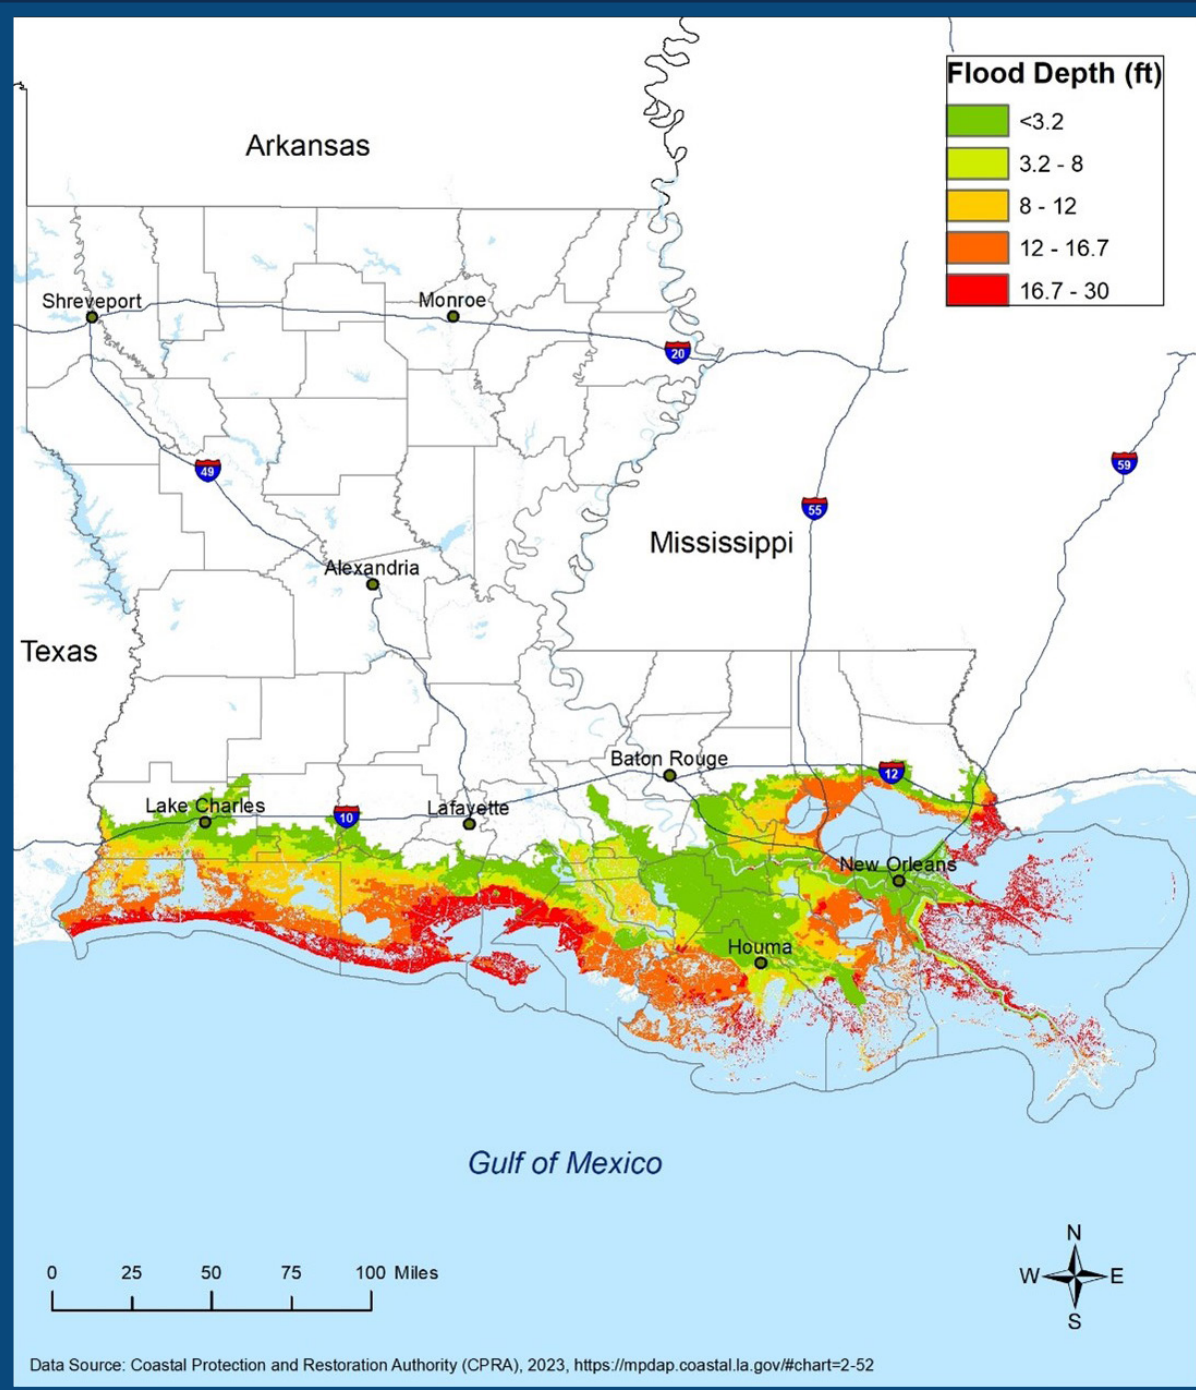 Flood Depth (ft)
<3.2
3.2 - 8
8 - 12
12 - 16.7
16.7 - 30
Arkansas
Shreveport
Monroe
20
49
59
55
Mississippi
Alexandria
Texas
Baton Rouge
12
Lake Charles
10
Lafayette
New Orleans
Houma
Gulf of Mexico
N
W E
S
0 25 50 75 100 Miles
Data Source: Coastal Protection and Restoration Authority (CPRA), 2023, https://mpdap.coastal.la.gov/#chart=2-52